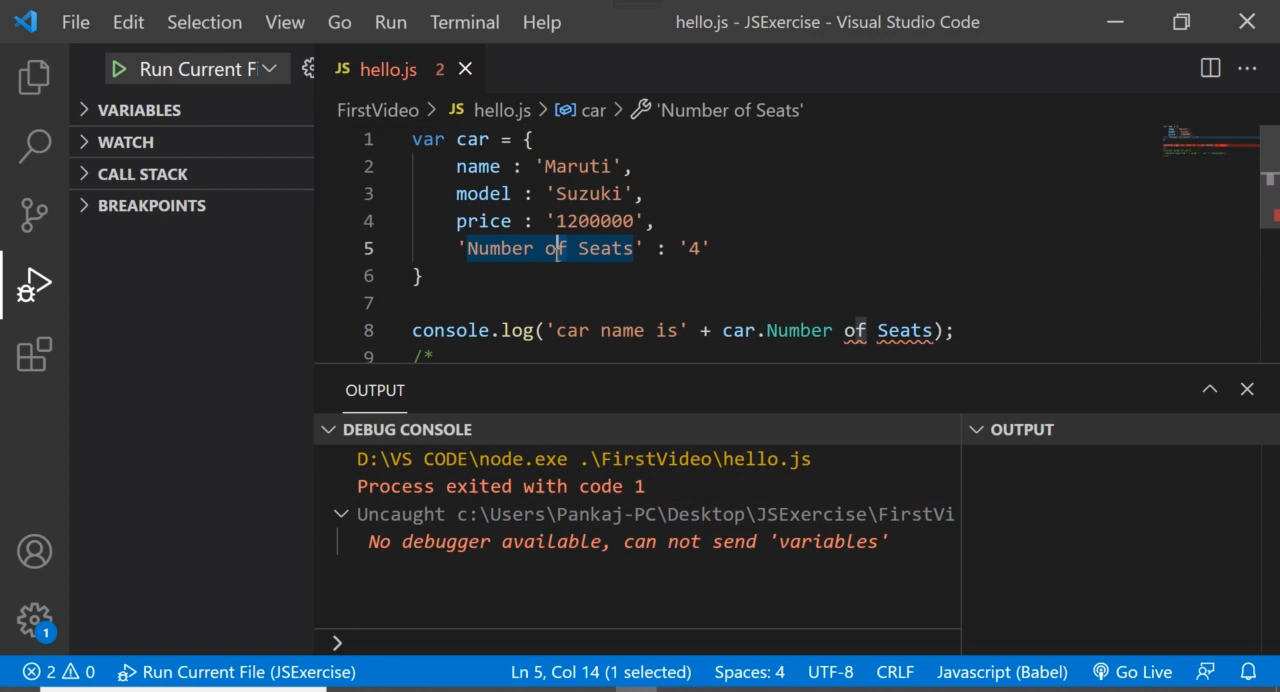 File Edit Selection View Go Run Terminal Help hello.js - JSExercise - Visual Studio Code
Run Current F
JS hello.js 2
VARIABLES
WATCH
CALL STACK
BREAKPOINTS
FirstVideo > JS hello.js > car > 'Number of Seats'
1 var car = {
2 name : 'Maruti',
3 model : 'Suzuki',
4 price : '1200000',
5 'Number of Seats' : '4'
6 }
7
8 console.log('car name is' + car.Number of Seats);
9 /*
OUTPUT
DEBUG CONSOLE
D:\VS CODE\node.exe .\FirstVideo\hello.js
Process exited with code 1
Uncaught c:\Users\Pankaj-PC\Desktop\JSExercise\FirstVi
No debugger available, can not send 'variables'
>
OUTPUT
1
2 0 Run Current File (JSExercise) Ln 5, Col 14 (1 selected) Spaces: 4 UTF-8 CRLF Javascript (Babel) Go Live